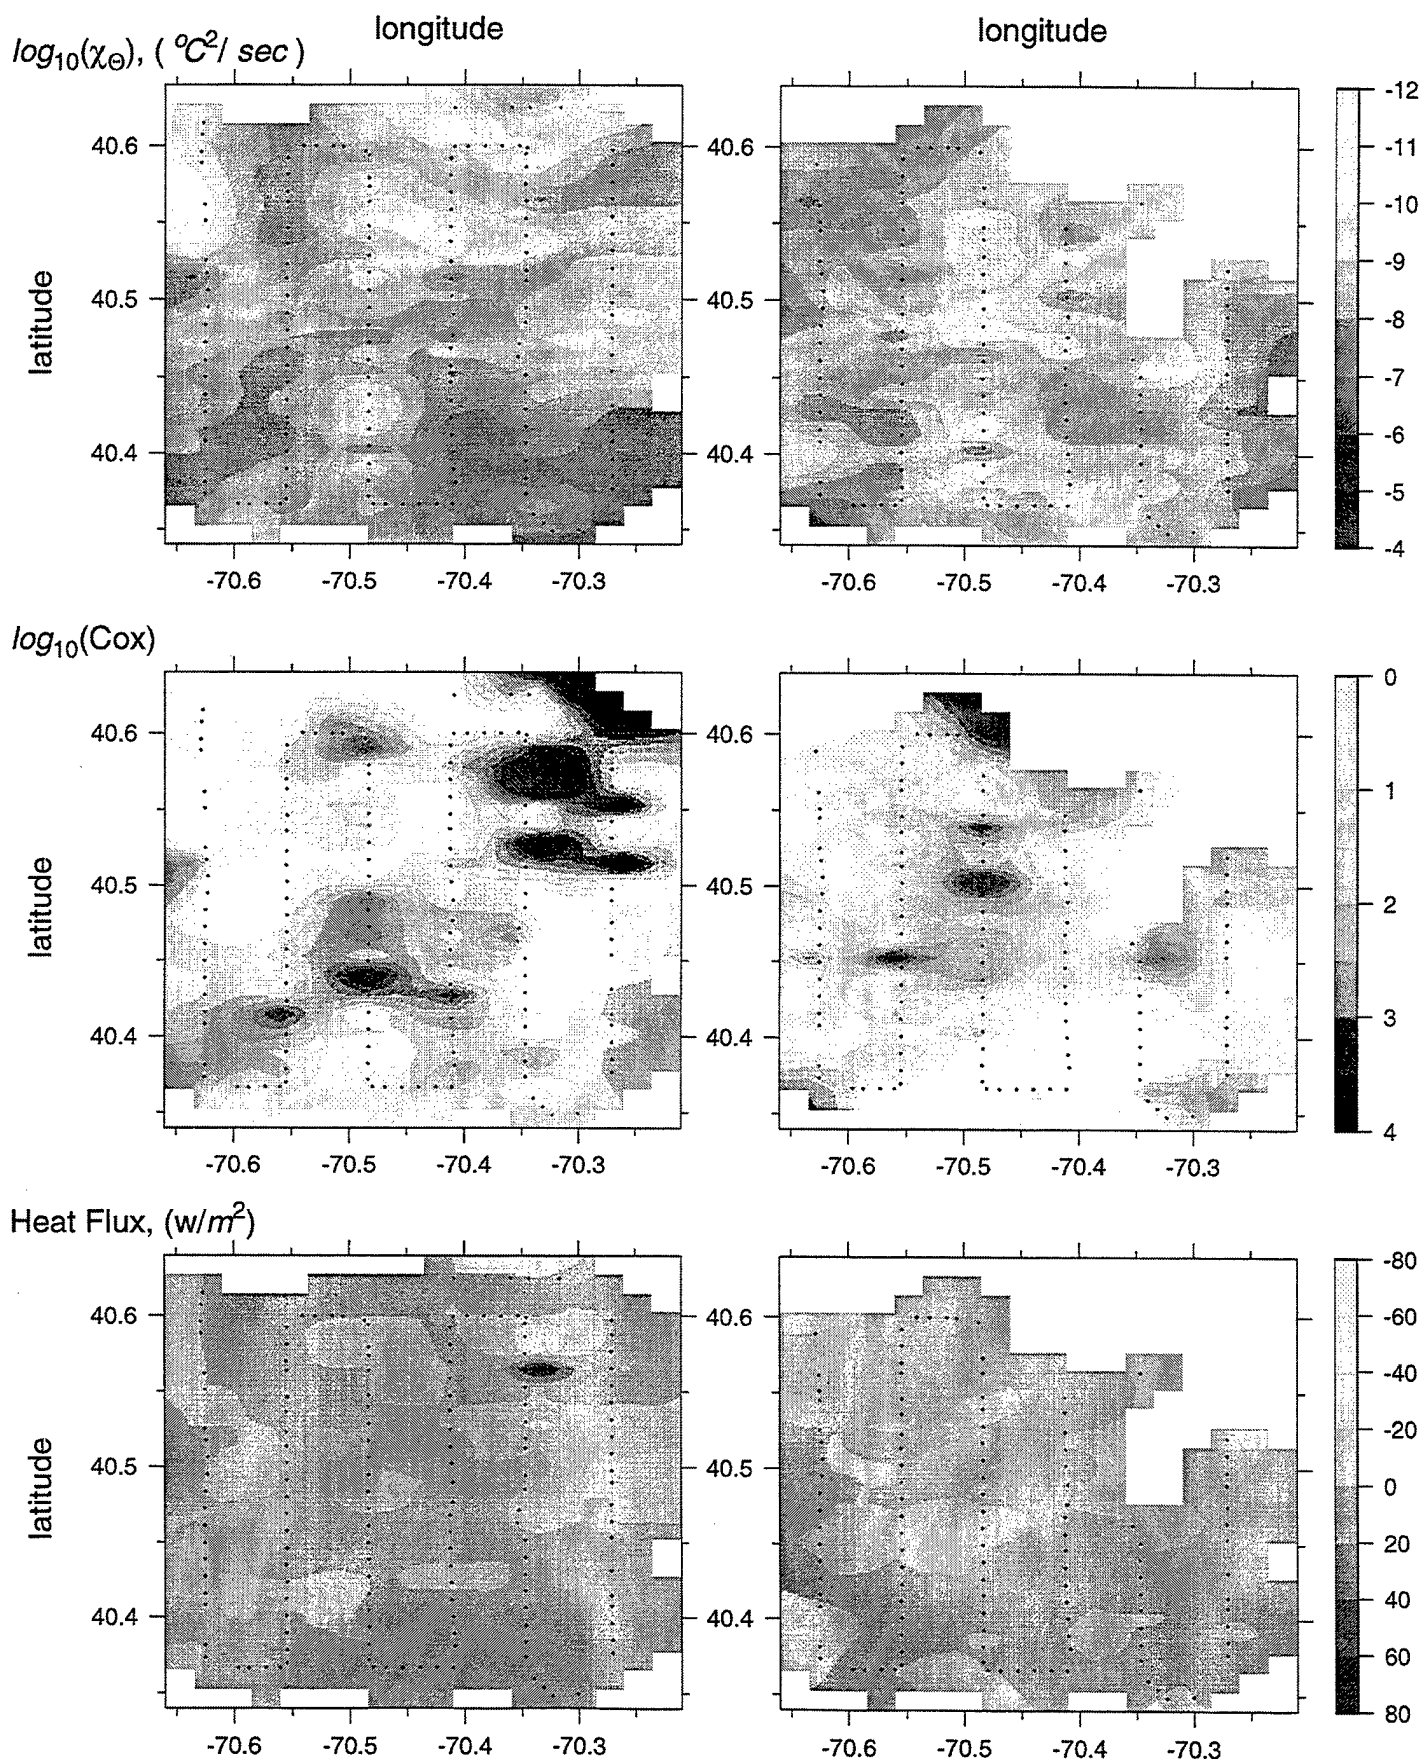 longitude longitude
log10(χΘ), ( °C²/ sec )
-12
40.6 40.6 -11
-10
-9
latitude 40.5 40.5 -8
-7
40.4 40.4 -6
-5
-4
-70.6 -70.5 -70.4 -70.3 -70.6 -70.5 -70.4 -70.3
log10(Cox)
0
40.6 40.6
1
latitude 40.5 40.5 2
40.4 40.4 3
4
-70.6 -70.5 -70.4 -70.3 -70.6 -70.5 -70.4 -70.3
Heat Flux, (w/m²)
-80
40.6 40.6 -60
-40
-20
latitude 40.5 40.5 0
20
40.4 40.4 40
60
80
-70.6 -70.5 -70.4 -70.3 -70.6 -70.5 -70.4 -70.3